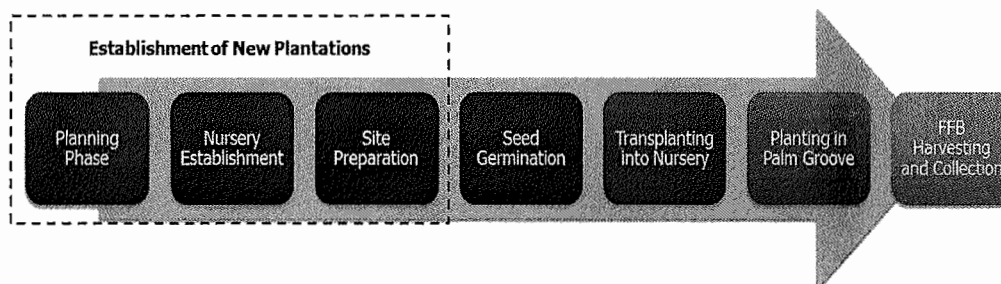 Establishment of New Plantations
Planning
Phase
Nursery
Establishment
Site
Preparation
Seed
Germination
Transplanting
into Nursery
Planting in
Palm Groove
FFB
Harvesting
and Collection